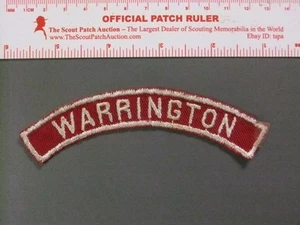 OFFICIAL PATCH RULER
The Scout Patch Auction - The Largest Dealer of Scouting Memorabilia in the World
www.TheScoutPatchAuction.com
Ebay ID: tspa
WARRINGTON